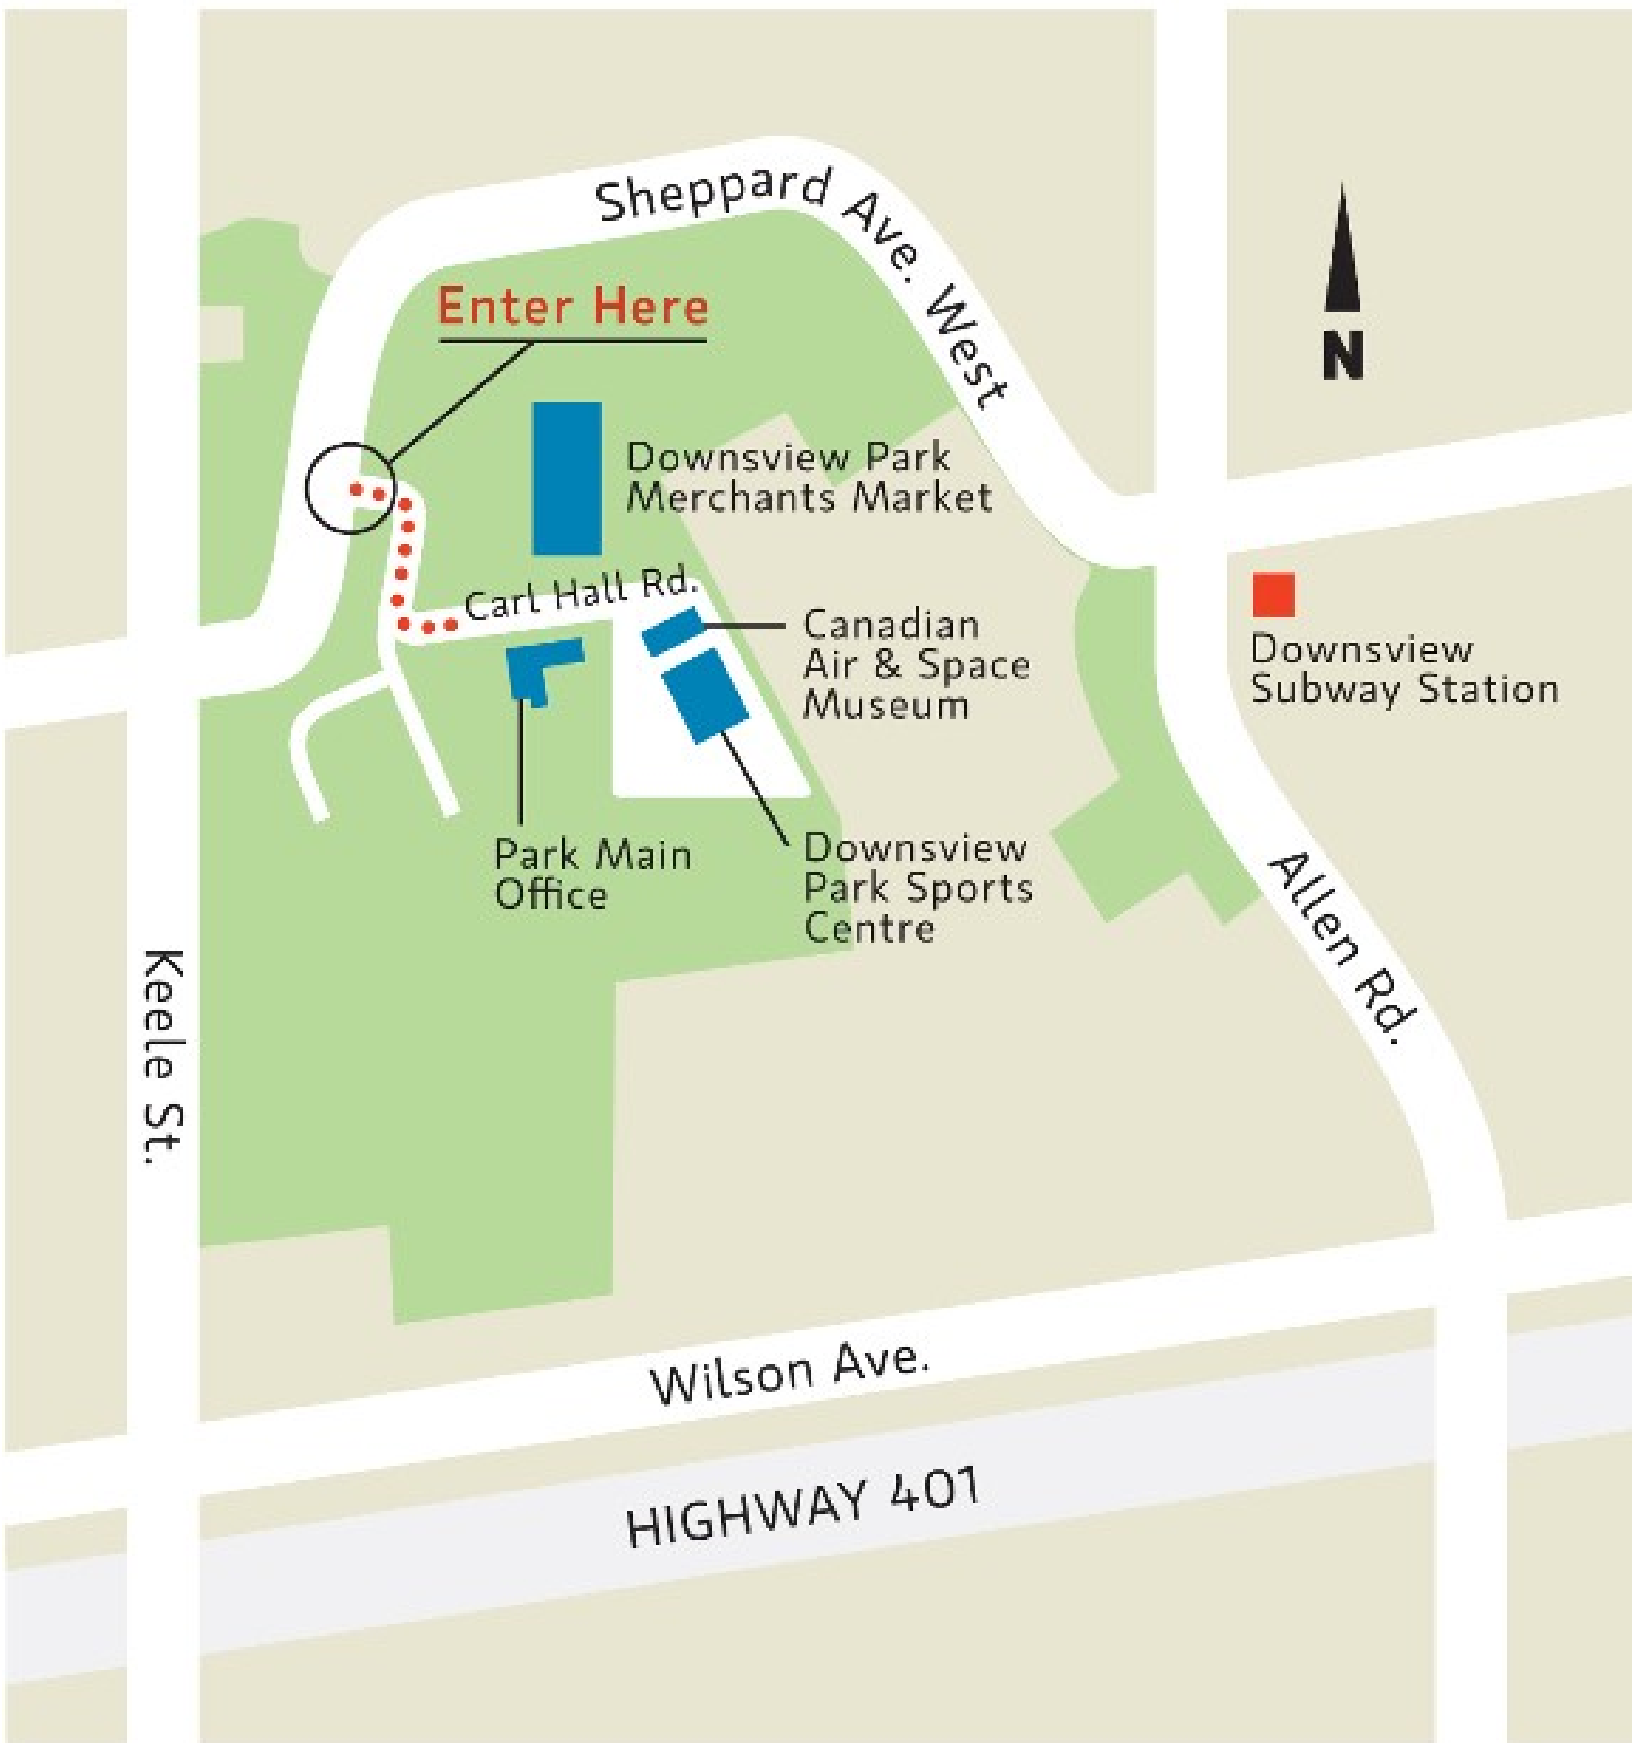 Sheppard Ave. West
Enter Here
N
Downsview Park
Merchants Market
Carl Hall Rd.
Canadian
Air & Space
Museum
Downsview
Subway Station
Park Main
Office
Downsview
Park Sports
Centre
Allen Rd.
Keele St.
Wilson Ave.
HIGHWAY 401